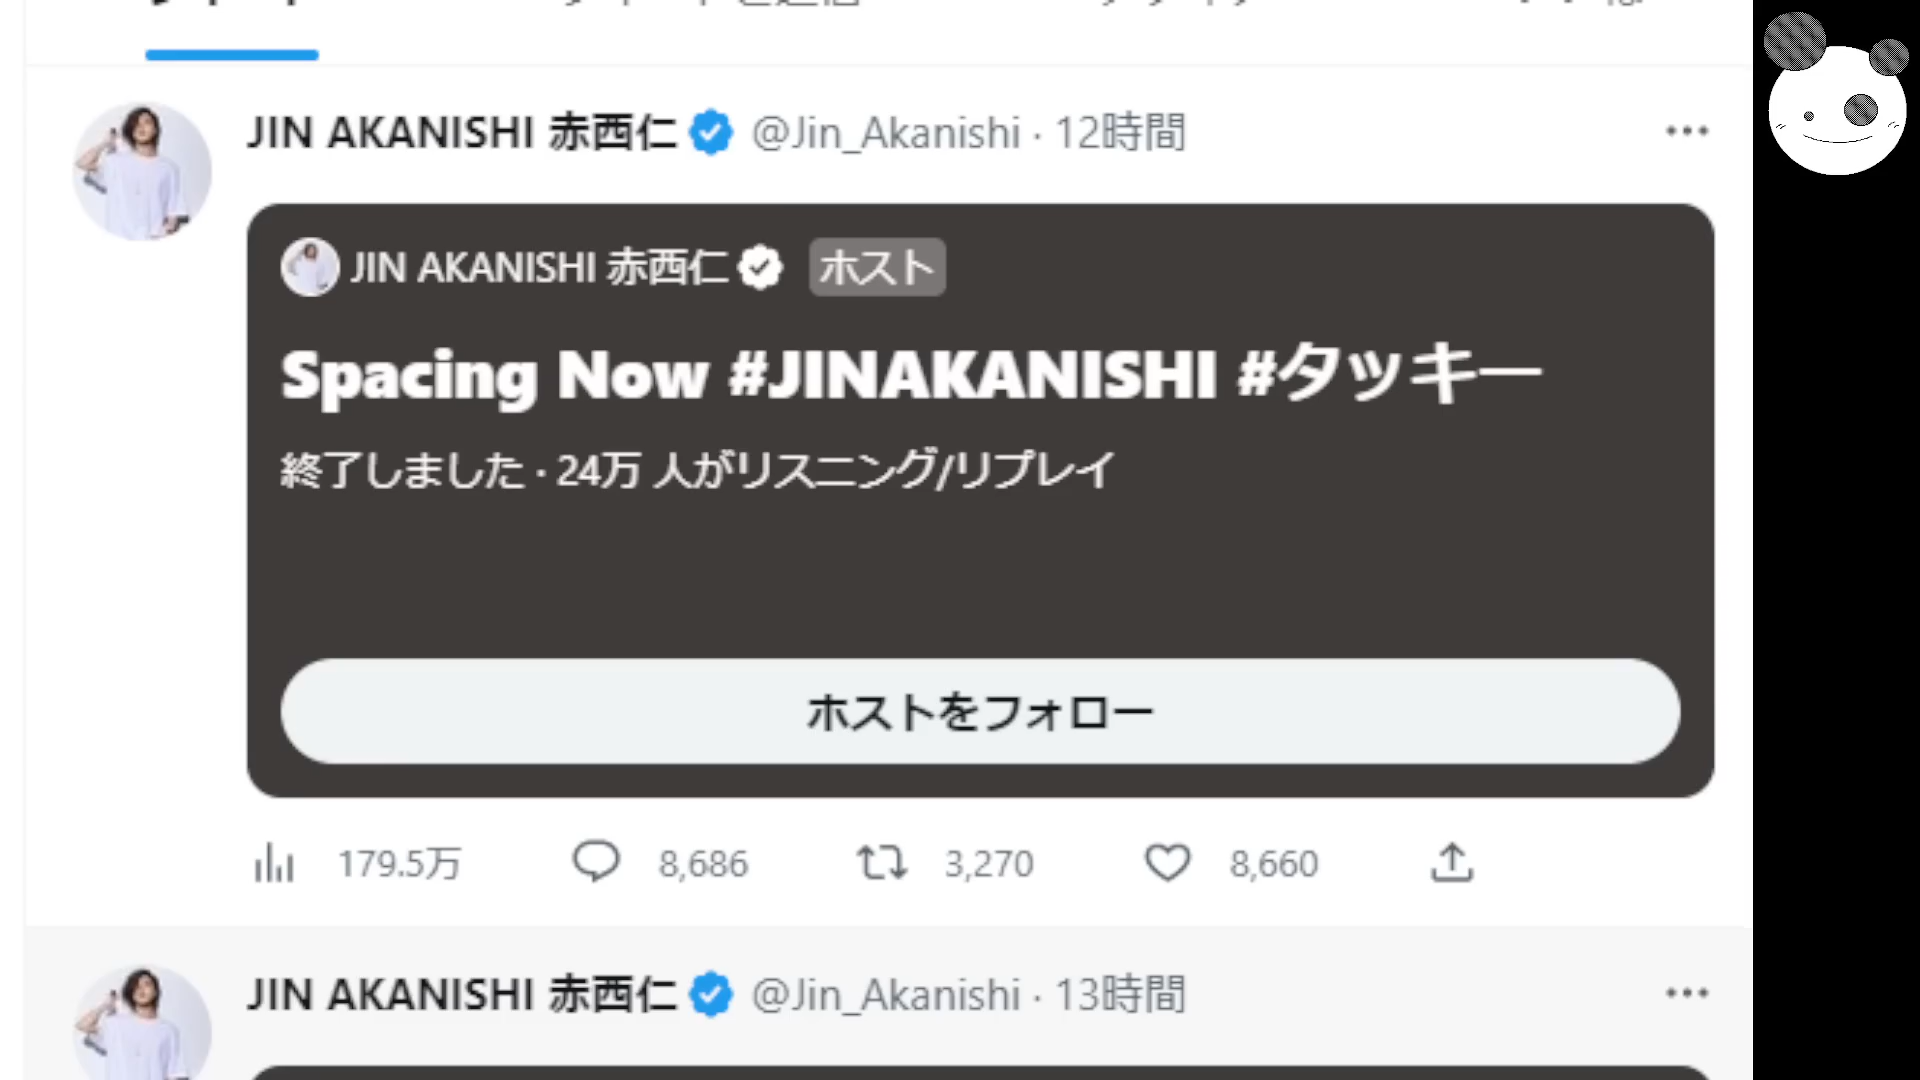 JIN AKANISHI 赤西仁 @Jin_Akanishi · 12時間
JIN AKANISHI 赤西仁 ホスト
Spacing Now #JINAKANISHI #タッキー
終了しました · 24万 人がリスニング/リプレイ
ホストをフォロー
179.5万 8,686 3,270 8,660
JIN AKANISHI 赤西仁 @Jin_Akanishi · 13時間